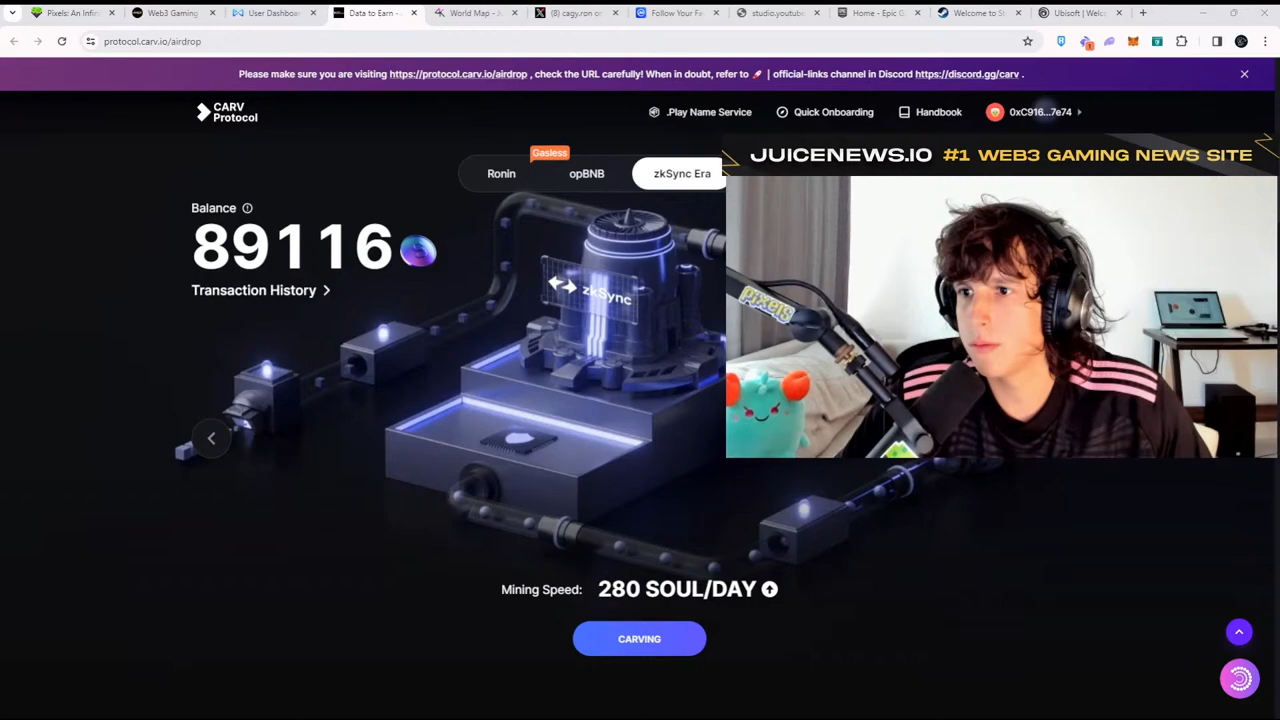 Pixels: An Infin
Web3 Gaming
User Dashboa
Data to Earn -
World Map - J
(8) cagy.ron o
Follow Your Fa
studio.youtube
Home - Epic G
Welcome to St
Ubisoft | Welc
protocol.carv.io/airdrop
Please make sure you are visiting https://protocol.carv.io/airdrop , check the URL carefully! When in doubt, refer to 🚀 | official-links channel in Discord https://discord.gg/carv .
CARV
Protocol
.Play Name Service
Quick Onboarding
Handbook
0xC916...7e74
Gasless
Ronin
opBNB
zkSync Era
JUICENEWS.IO #1 WEB3 GAMING NEWS SITE
Balance
89116
Transaction History
zkSync
PIXELS
Mining Speed: 280 SOUL/DAY
CARVING